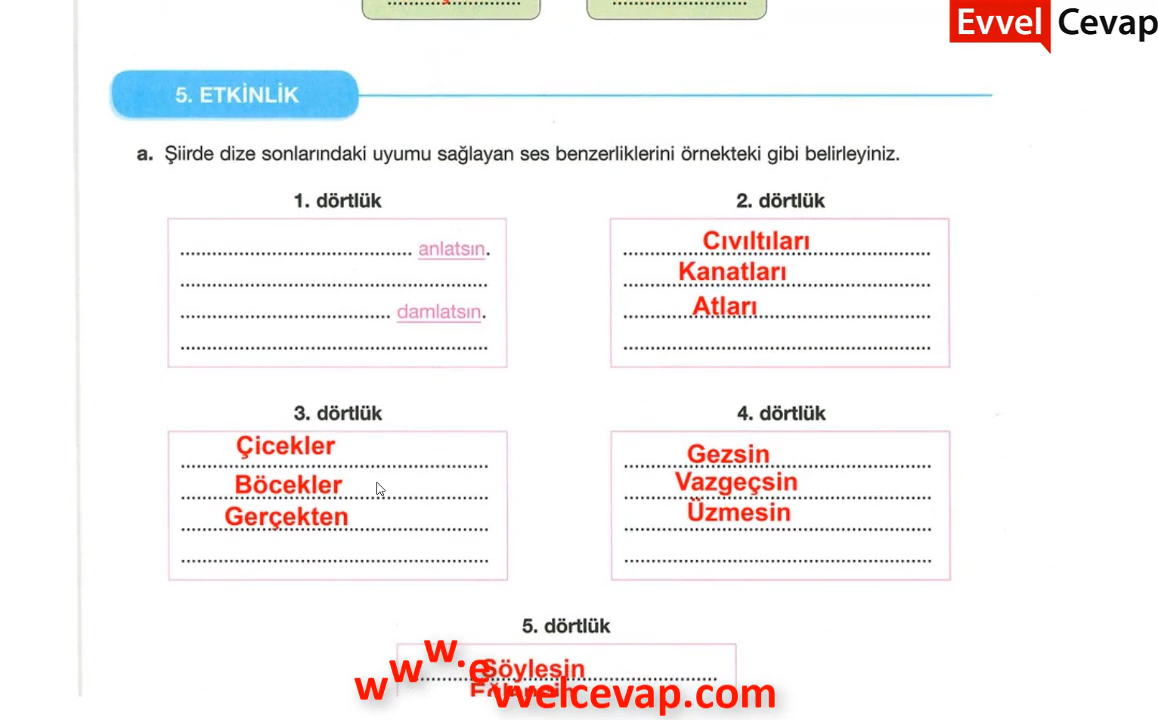 Evvel Cevap
5. ETKİNLİK
a. Şiirde dize sonlarındaki uyumu sağlayan ses benzerliklerini örnekteki gibi belirleyiniz.
1. dörtlük
anlatsın.
damlatsın.
2. dörtlük
Cıvıltıları
Kanatları
Atları
3. dörtlük
Çicekler
Böcekler
Gerçekten
4. dörtlük
Gezsin
Vazgeçsin
Üzmesin
5. dörtlük
Söylesin
www.evvelcevap.com